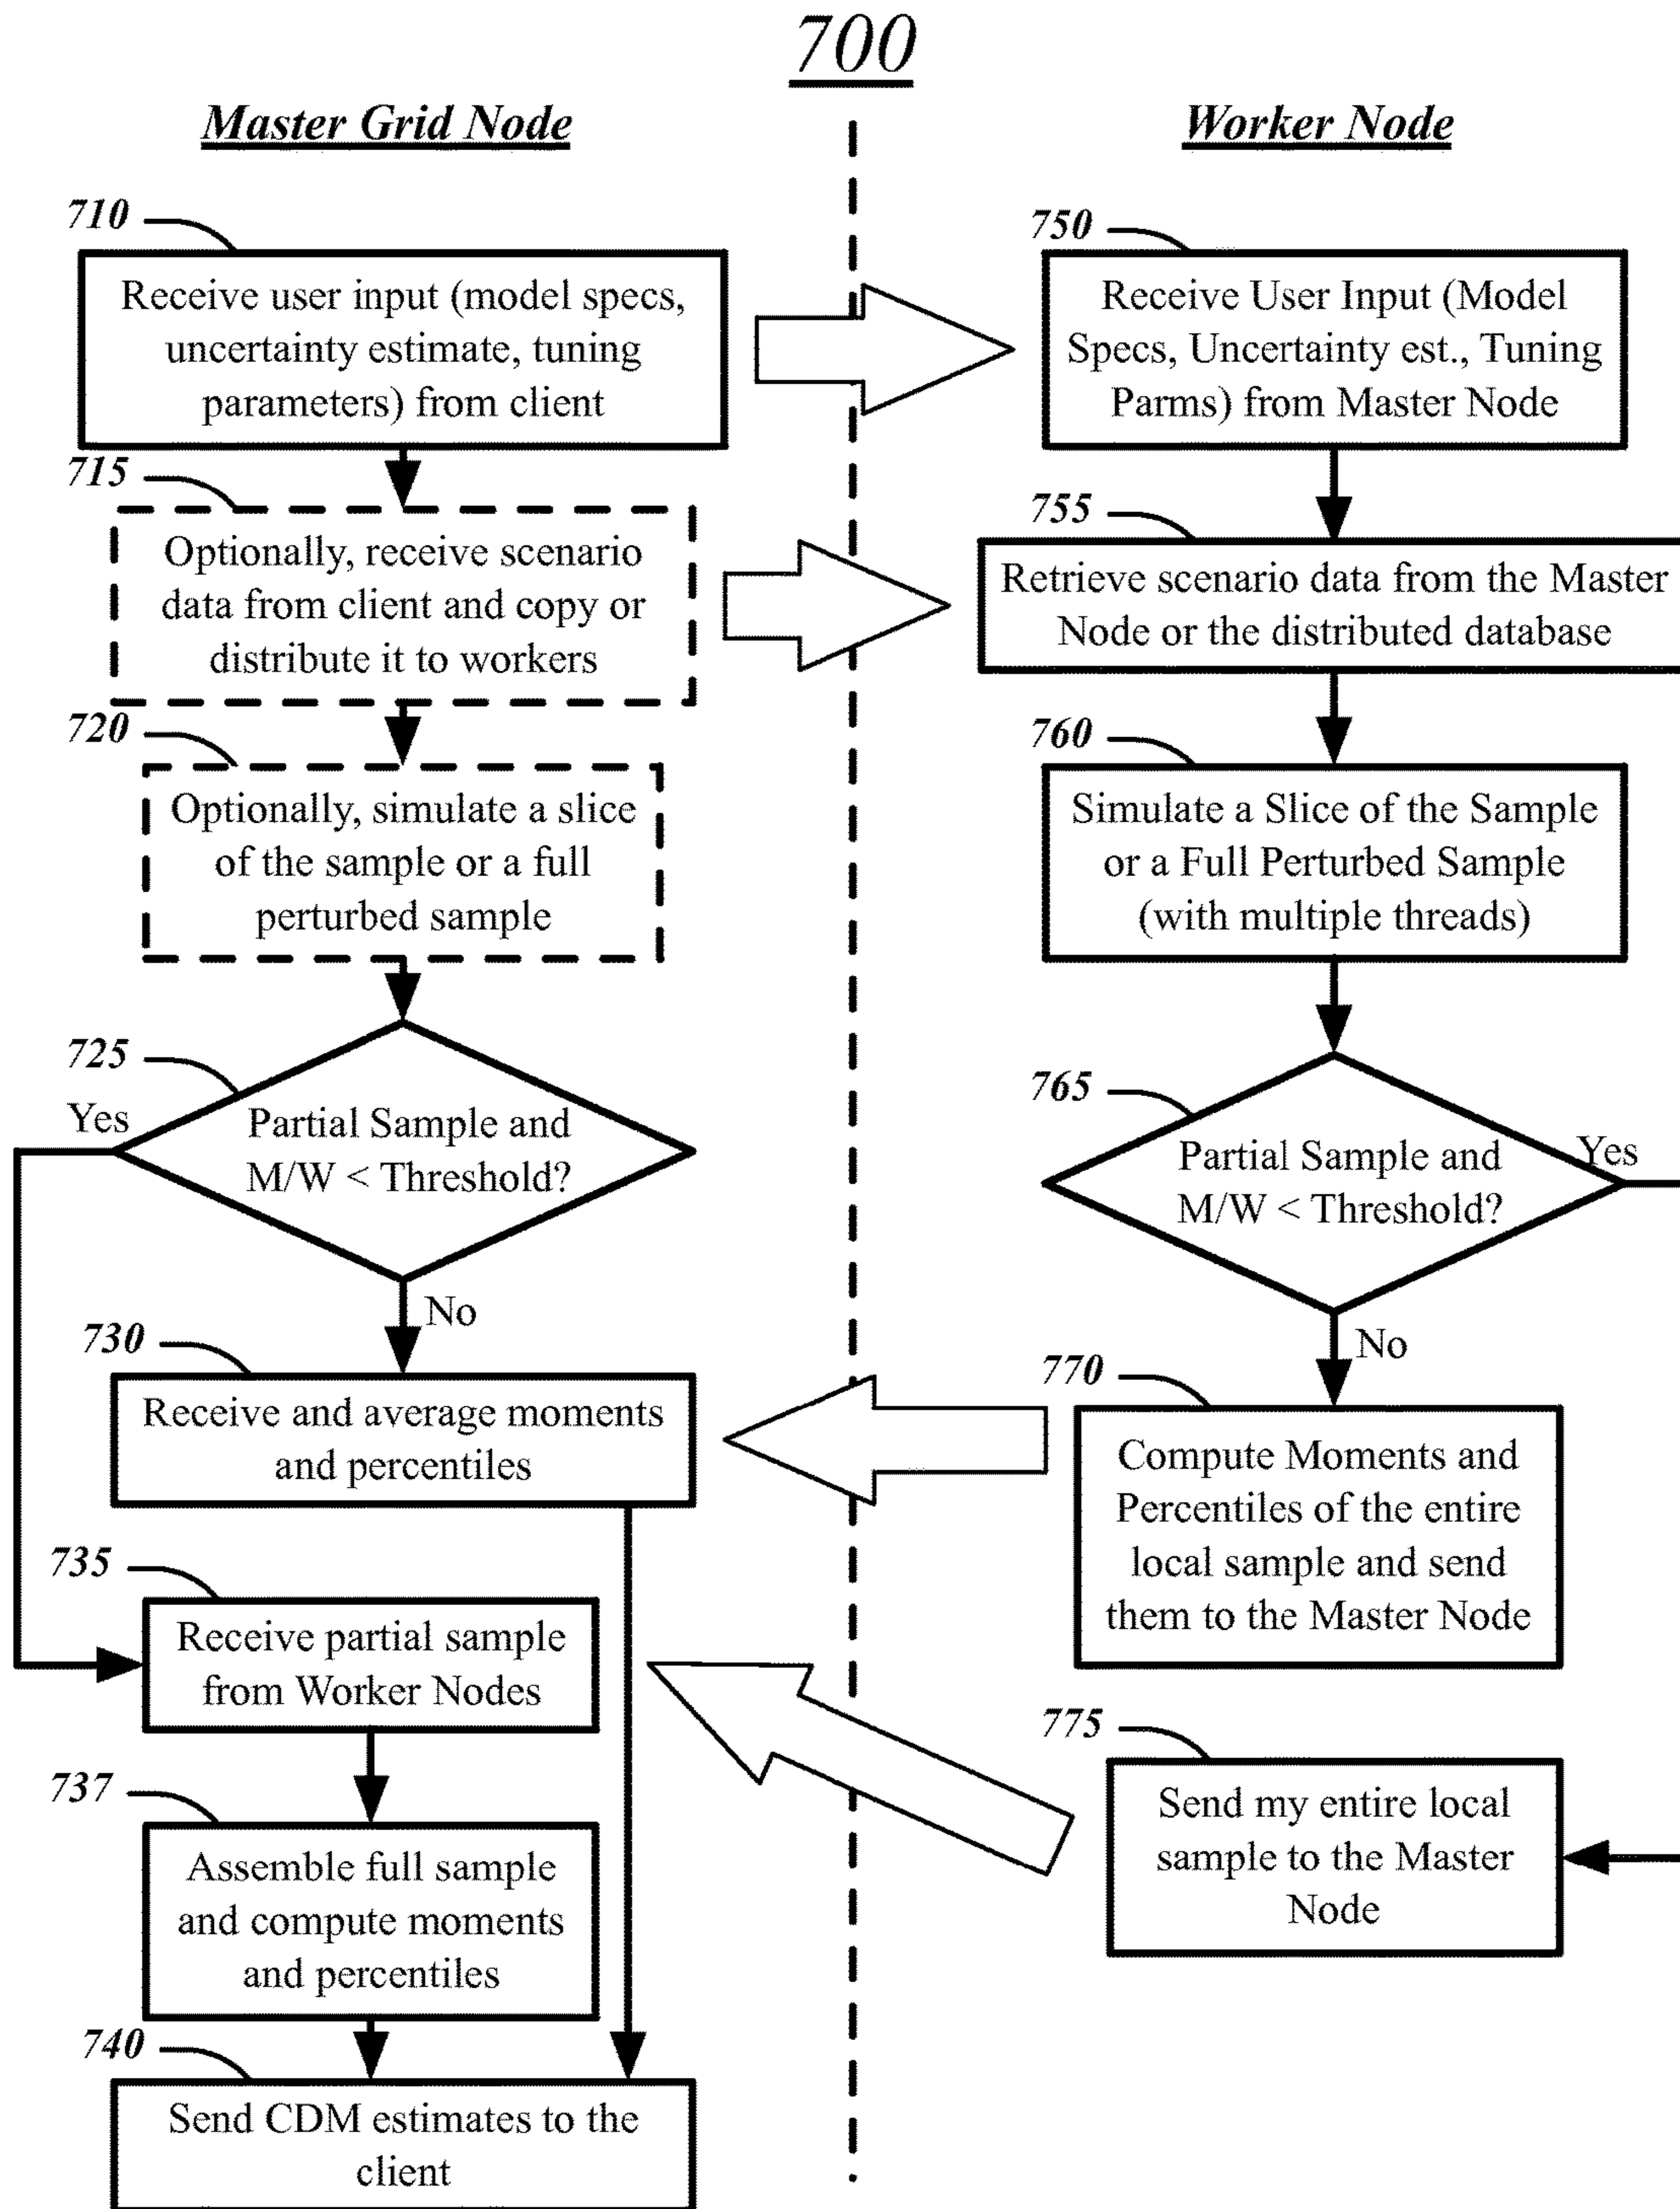 700
Master Grid Node
710
Receive user input (model specs,
uncertainty estimate, tuning
parameters) from client
715
Optionally, receive scenario
data from client and copy or
distribute it to workers
720
Optionally, simulate a slice
of the sample or a full
perturbed sample
725
Yes
Partial Sample and
M/W < Threshold?
No
730
Receive and average moments
and percentiles
735
Receive partial sample
from Worker Nodes
737
Assemble full sample
and compute moments
and percentiles
740
Send CDM estimates to the
client
Worker Node
750
Receive User Input (Model
Specs, Uncertainty est., Tuning
Parms) from Master Node
755
Retrieve scenario data from the Master
Node or the distributed database
760
Simulate a Slice of the Sample
or a Full Perturbed Sample
(with multiple threads)
765
Partial Sample and
M/W < Threshold?
Yes
No
770
Compute Moments and
Percentiles of the entire
local sample and send
them to the Master Node
775
Send my entire local
sample to the Master
Node